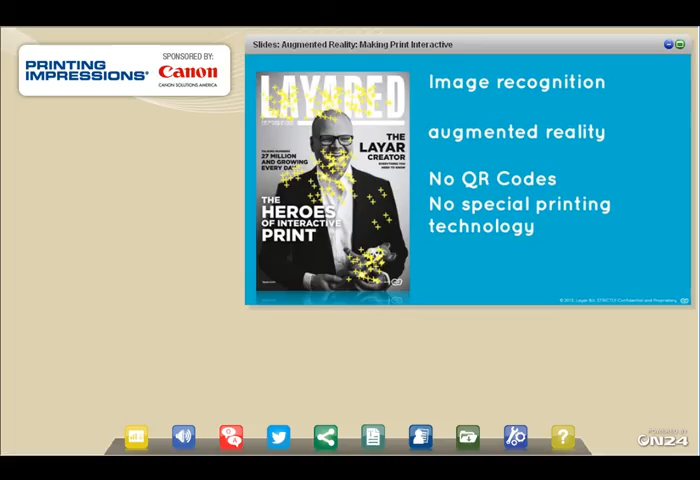 Slides: Augmented Reality: Making Print Interactive
PRINTING
IMPRESSIONS
SPONSORED BY:
Canon
CANON SOLUTIONS AMERICA
LAYARED
THE
LAYAR
CREATOR
27 MILLION
AND GROWING
EVERY DAY
THE
HEROES
OF INTERACTIVE
PRINT
Image recognition
augmented reality
No QR Codes
No special printing
technology
© 2013, Layar B.V. STRICTLY Confidential and Proprietary
Q
A
?
POWERED BY
ON24